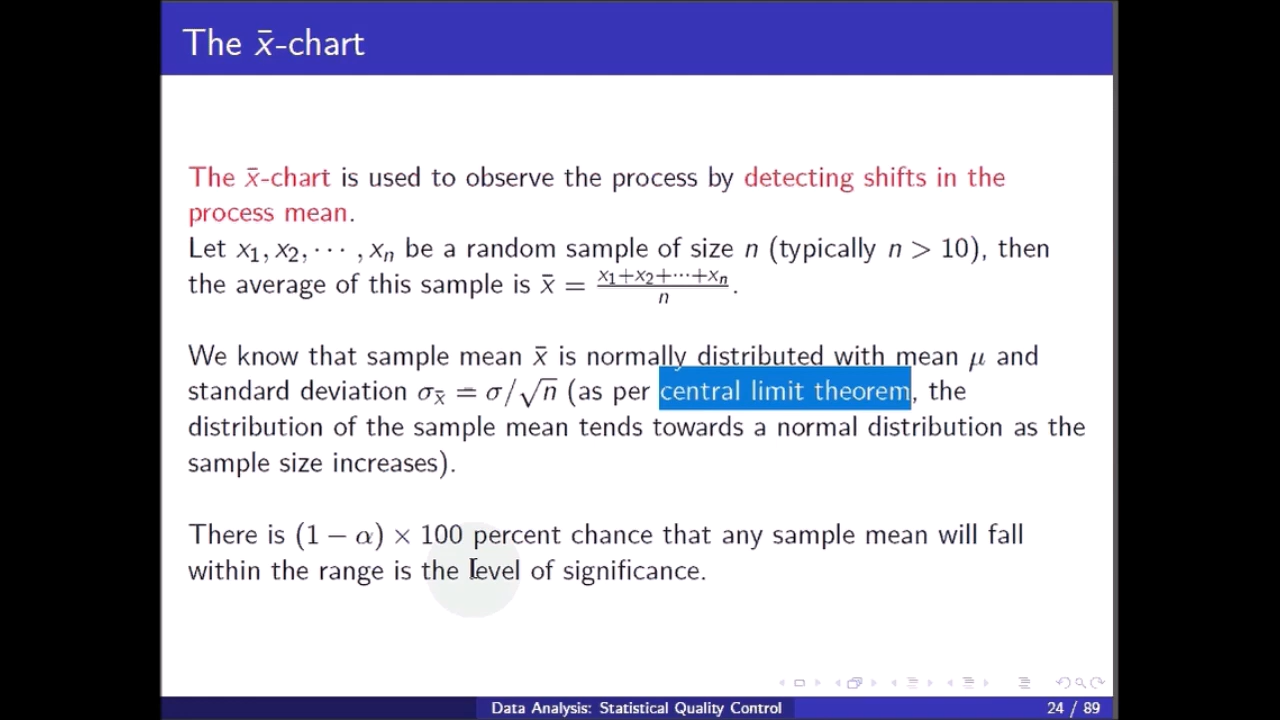 The x̄-chart
The x̄-chart is used to observe the process by detecting shifts in the
process mean.
Let x₁, x₂, ⋯ , xₙ be a random sample of size n (typically n > 10), then
the average of this sample is x̄ = (x₁+x₂+⋯+xₙ)/n.
We know that sample mean x̄ is normally distributed with mean μ and
standard deviation σ_x̄ = σ/√n (as per central limit theorem, the
distribution of the sample mean tends towards a normal distribution as the
sample size increases).
There is (1 − α) × 100 percent chance that any sample mean will fall
within the range is the level of significance.
Data Analysis: Statistical Quality Control
24 / 89